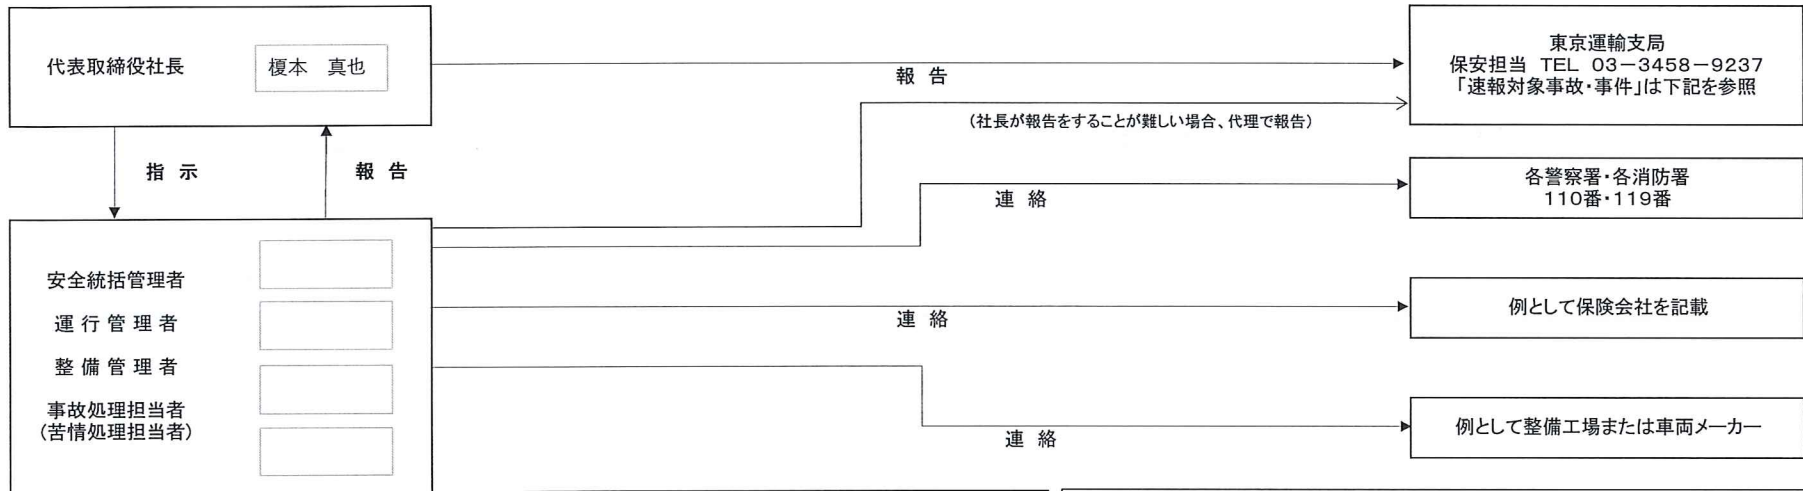 代表取締役社長
榎本 真也
報 告
東京運輸支局
保安担当 TEL 03-3458-9237
「速報対象事故・事件」は下記を参照
(社長が報告をすることが難しい場合、代理で報告)
指 示
報 告
連 絡
各警察署・各消防署
110番・119番
安全統括管理者
運 行 管 理 者
整 備 管 理 者
事故処理担当者
(苦情処理担当者)
連 絡
例として保険会社を記載
連 絡
例として整備工場または車両メーカー